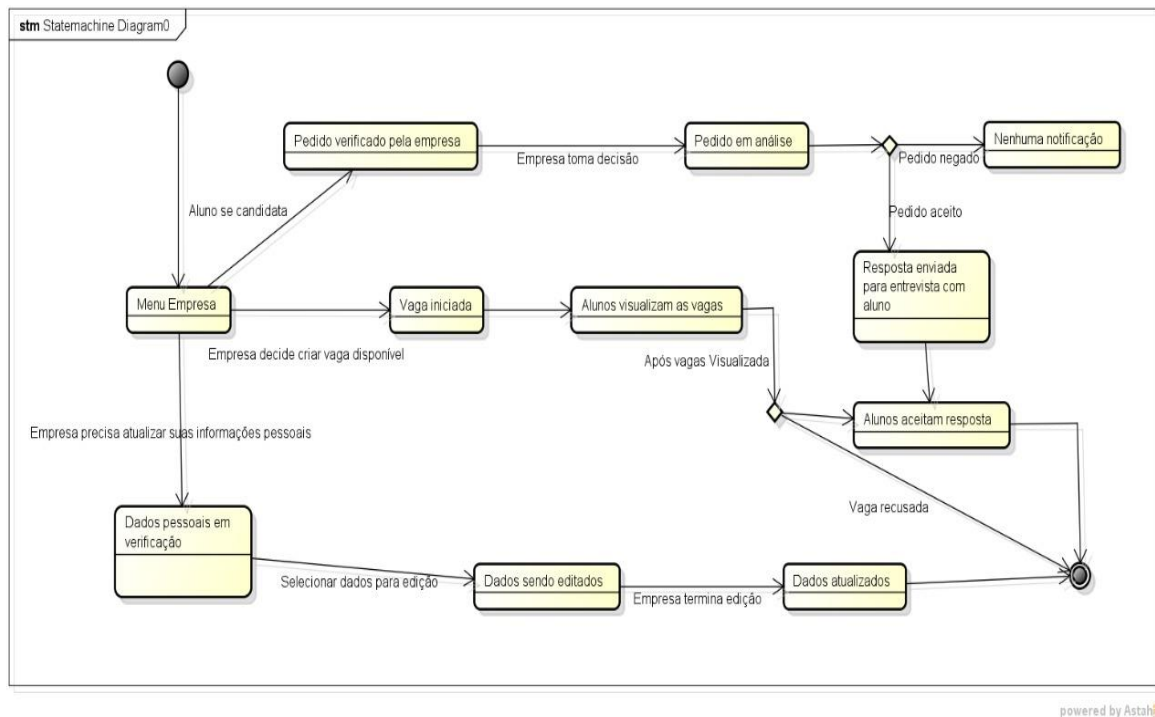 stm Statemachine Diagram0
Pedido verificado pela empresa
Empresa toma decisão
Pedido em análise
Pedido negado
Nenhuma notificação
Aluno se candidata
Pedido aceito
Resposta enviada
para entrevista com
aluno
Menu Empresa
Empresa decide criar vaga disponível
Vaga iniciada
Alunos visualizam as vagas
Após vagas Visualizada
Alunos aceitam resposta
Vaga recusada
Empresa precisa atualizar suas informações pessoais
Dados pessoais em
verificação
Selecionar dados para edição
Dados sendo editados
Empresa termina edição
Dados atualizados
powered by Astah